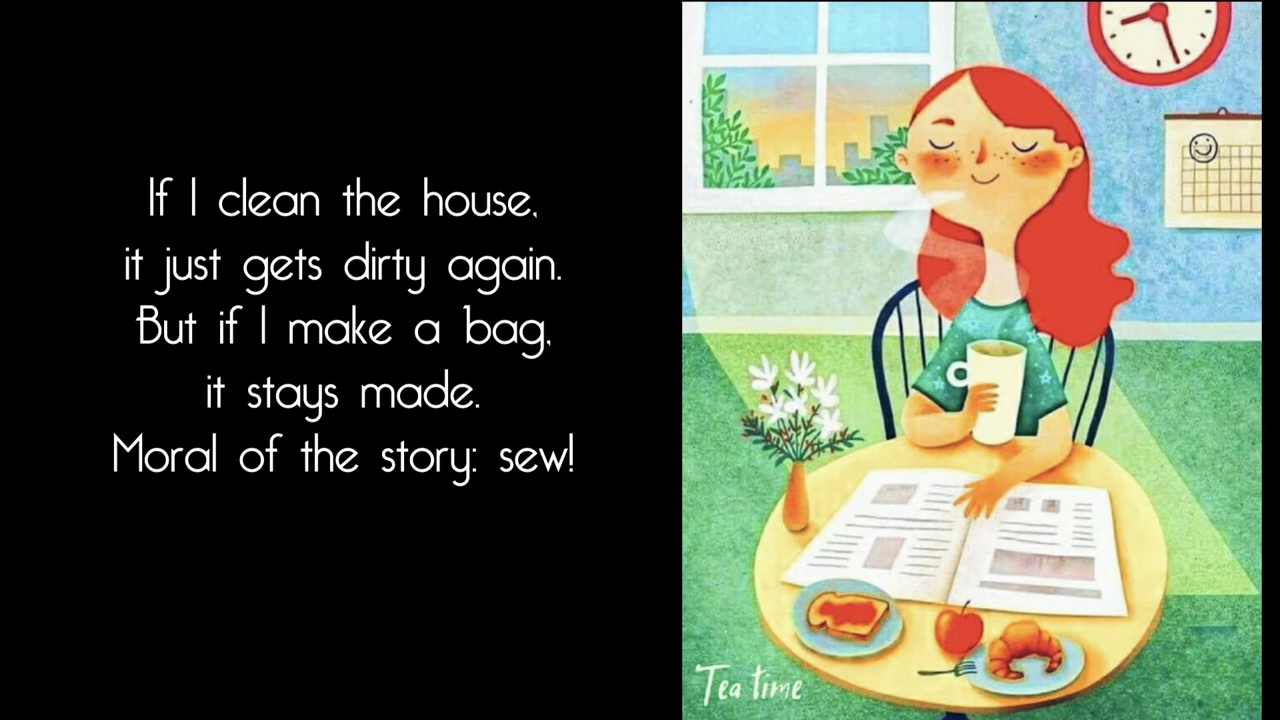 If I clean the house,
it just gets dirty again.
But if I make a bag,
it stays made.
Moral of the story: sew!
Tea time